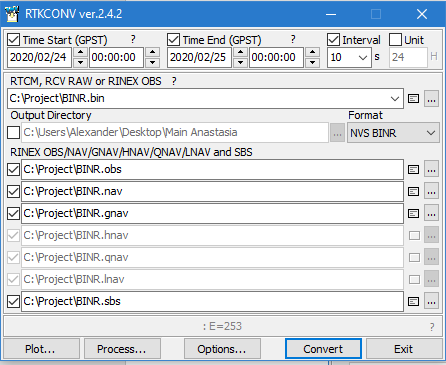 RTKCONV ver.2.4.2
Time Start (GPST) ? Time End (GPST) ? Interval Unit
2020/02/24 00:00:00 2020/02/25 00:00:00 10 s 24 H
RTCM, RCV RAW or RINEX OBS ?
C:\Project\BINR.bin ...
Output Directory Format
C:\Users\Alexander\Desktop\Main Anastasia ... NVS BINR
RINEX OBS/NAV/GNAV/HNAV/QNAV/LNAV and SBS
C:\Project\BINR.obs ...
C:\Project\BINR.nav ...
C:\Project\BINR.gnav ...
C:\Project\BINR.hnav ...
C:\Project\BINR.qnav ...
C:\Project\BINR.lnav ...
C:\Project\BINR.sbs ...
: E=253 ?
Plot... Process... Options... Convert Exit